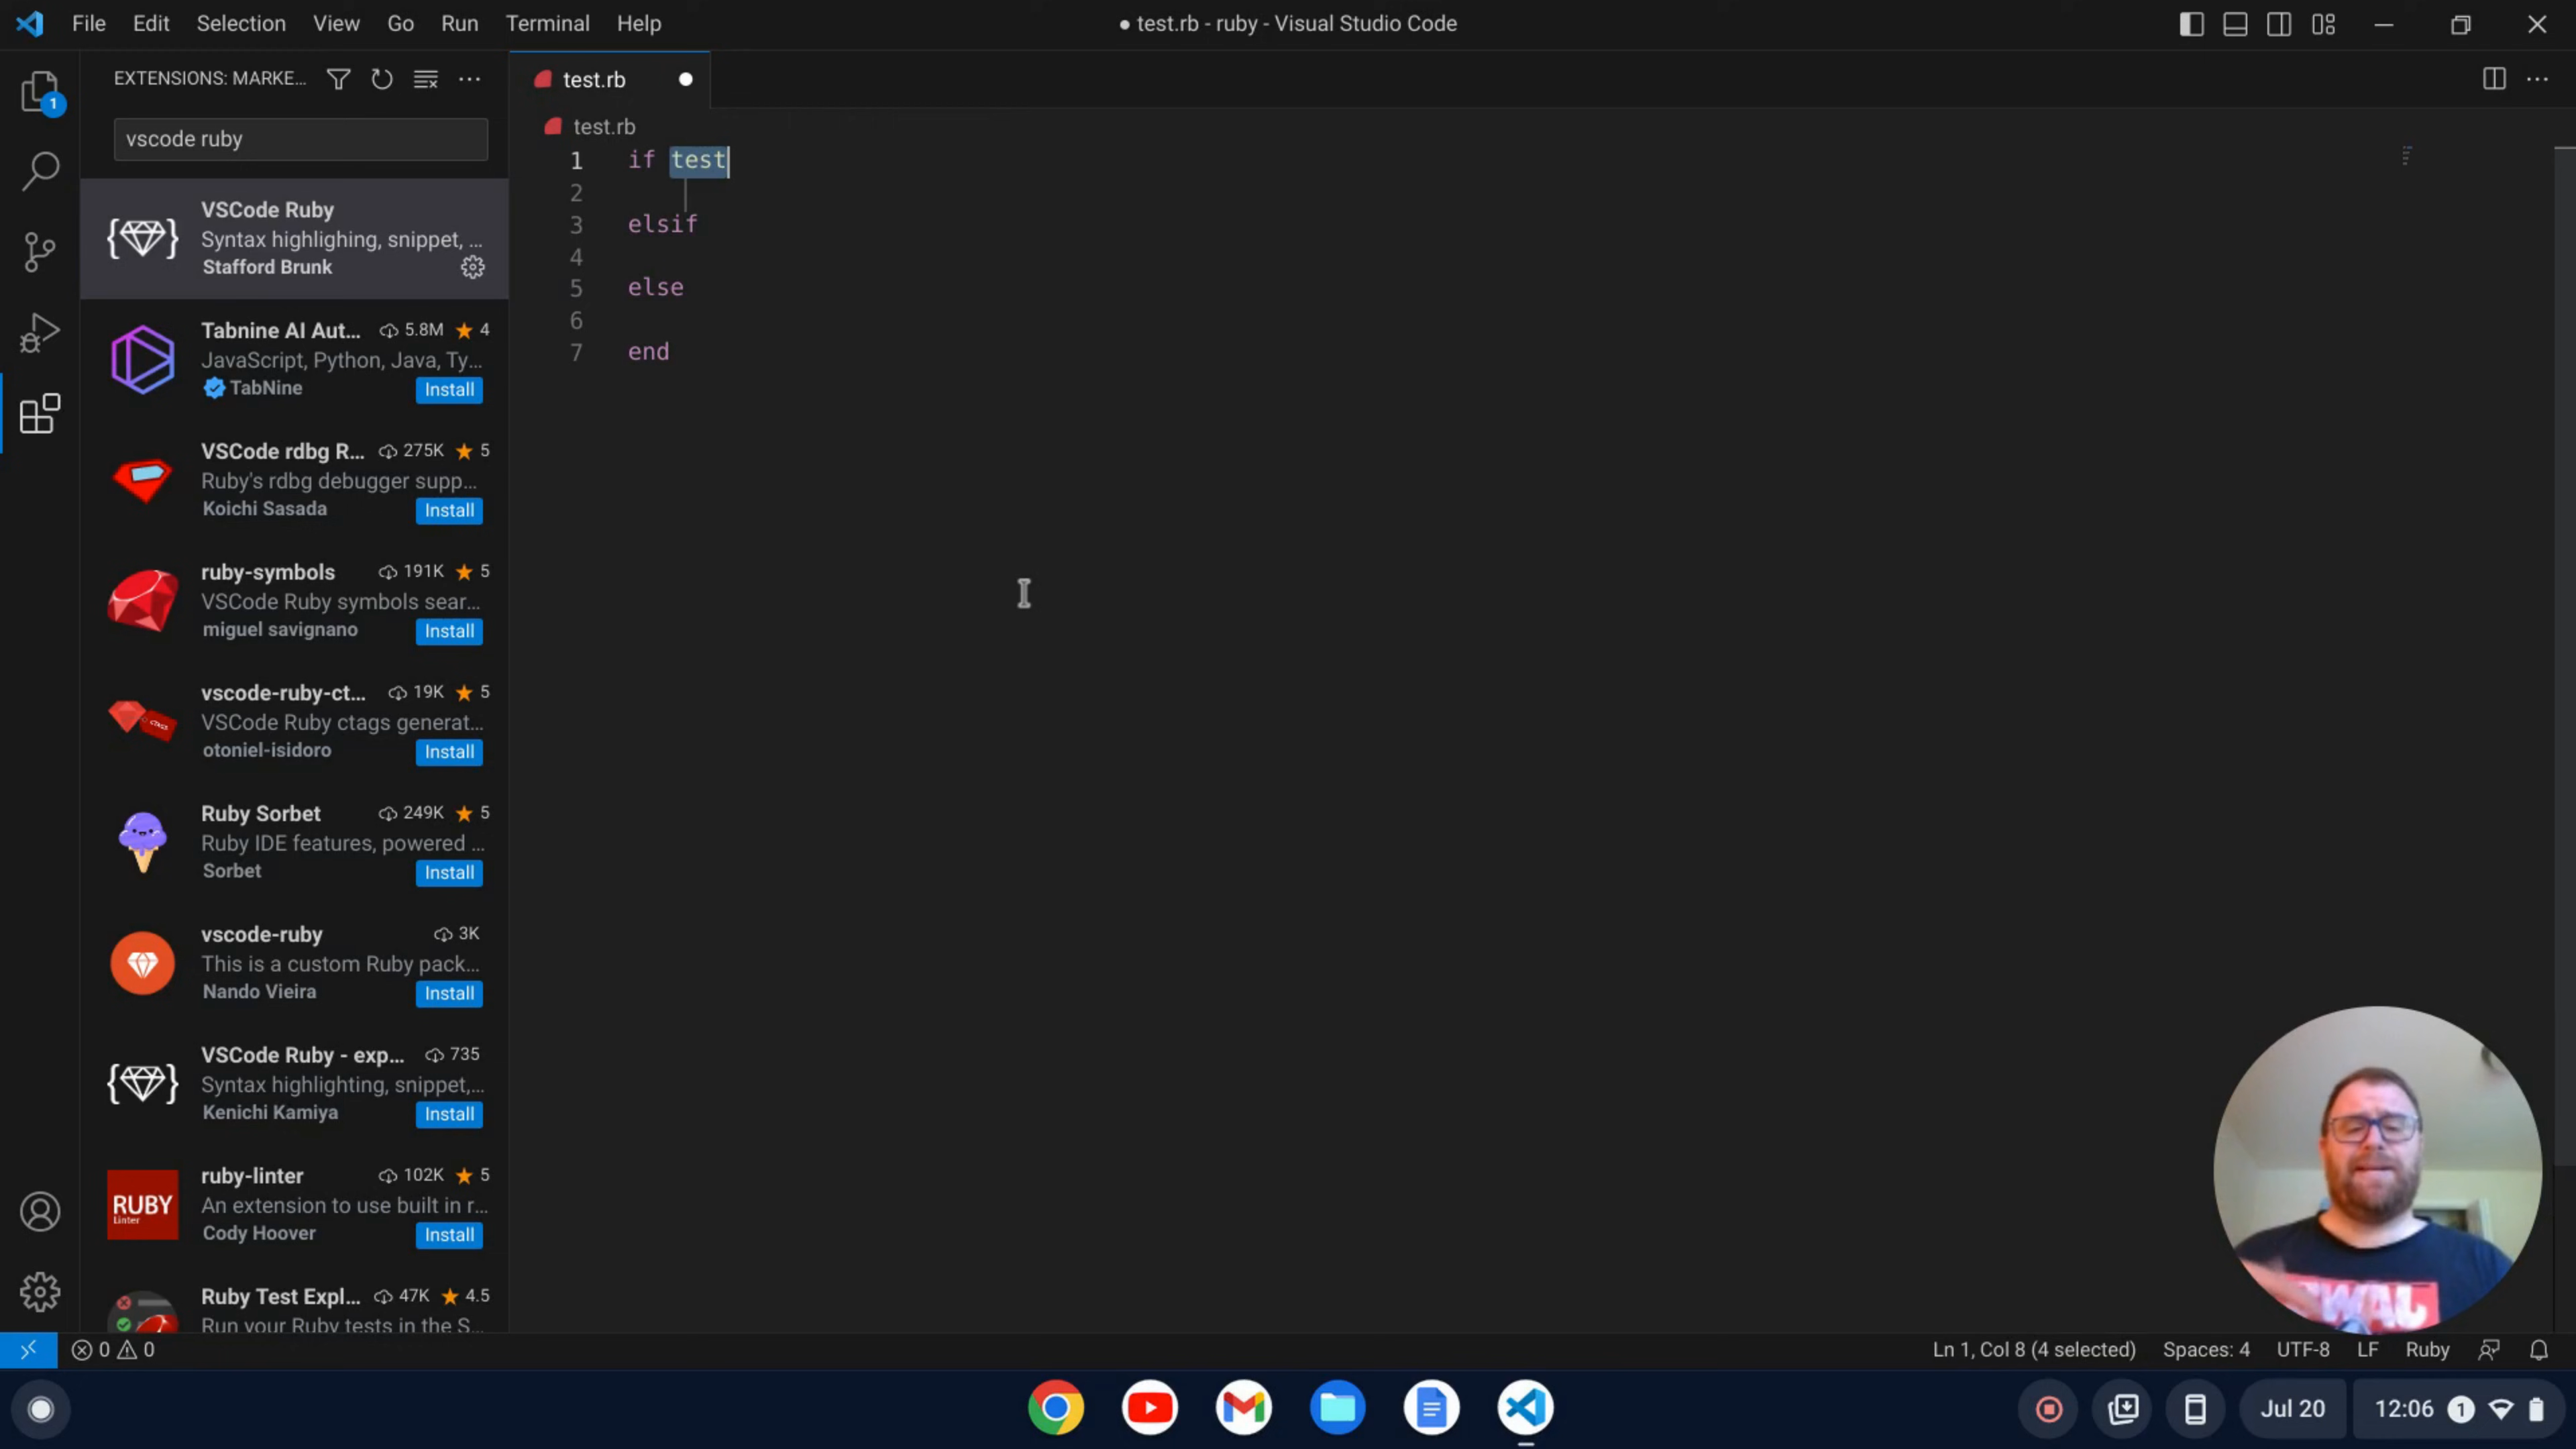 File Edit Selection View Go Run Terminal Help
● test.rb - ruby - Visual Studio Code
EXTENSIONS: MARKE...
1
vscode ruby
VSCode Ruby
Syntax highlighing, snippet, ...
Stafford Brunk
Tabnine AI Aut... 5.8M ★ 4
JavaScript, Python, Java, Ty...
TabNine Install
VSCode rdbg R... 275K ★ 5
Ruby's rdbg debugger supp...
Koichi Sasada Install
ruby-symbols 191K ★ 5
VSCode Ruby symbols sear...
miguel savignano Install
vscode-ruby-ct... 19K ★ 5
VSCode Ruby ctags generat...
otoniel-isidoro Install
Ruby Sorbet 249K ★ 5
Ruby IDE features, powered ...
Sorbet Install
vscode-ruby 3K
This is a custom Ruby pack...
Nando Vieira Install
VSCode Ruby - exp... 735
Syntax highlighting, snippet,...
Kenichi Kamiya Install
RUBY
Linter
ruby-linter 102K ★ 5
An extension to use built in r...
Cody Hoover Install
Ruby Test Expl... 47K ★ 4.5
Run your Ruby tests in the S...
test.rb
test.rb
1 if test
2
3 elsif
4
5 else
6
7 end
0 0
Ln 1, Col 8 (4 selected) Spaces: 4 UTF-8 LF Ruby
Jul 20
12:06 1